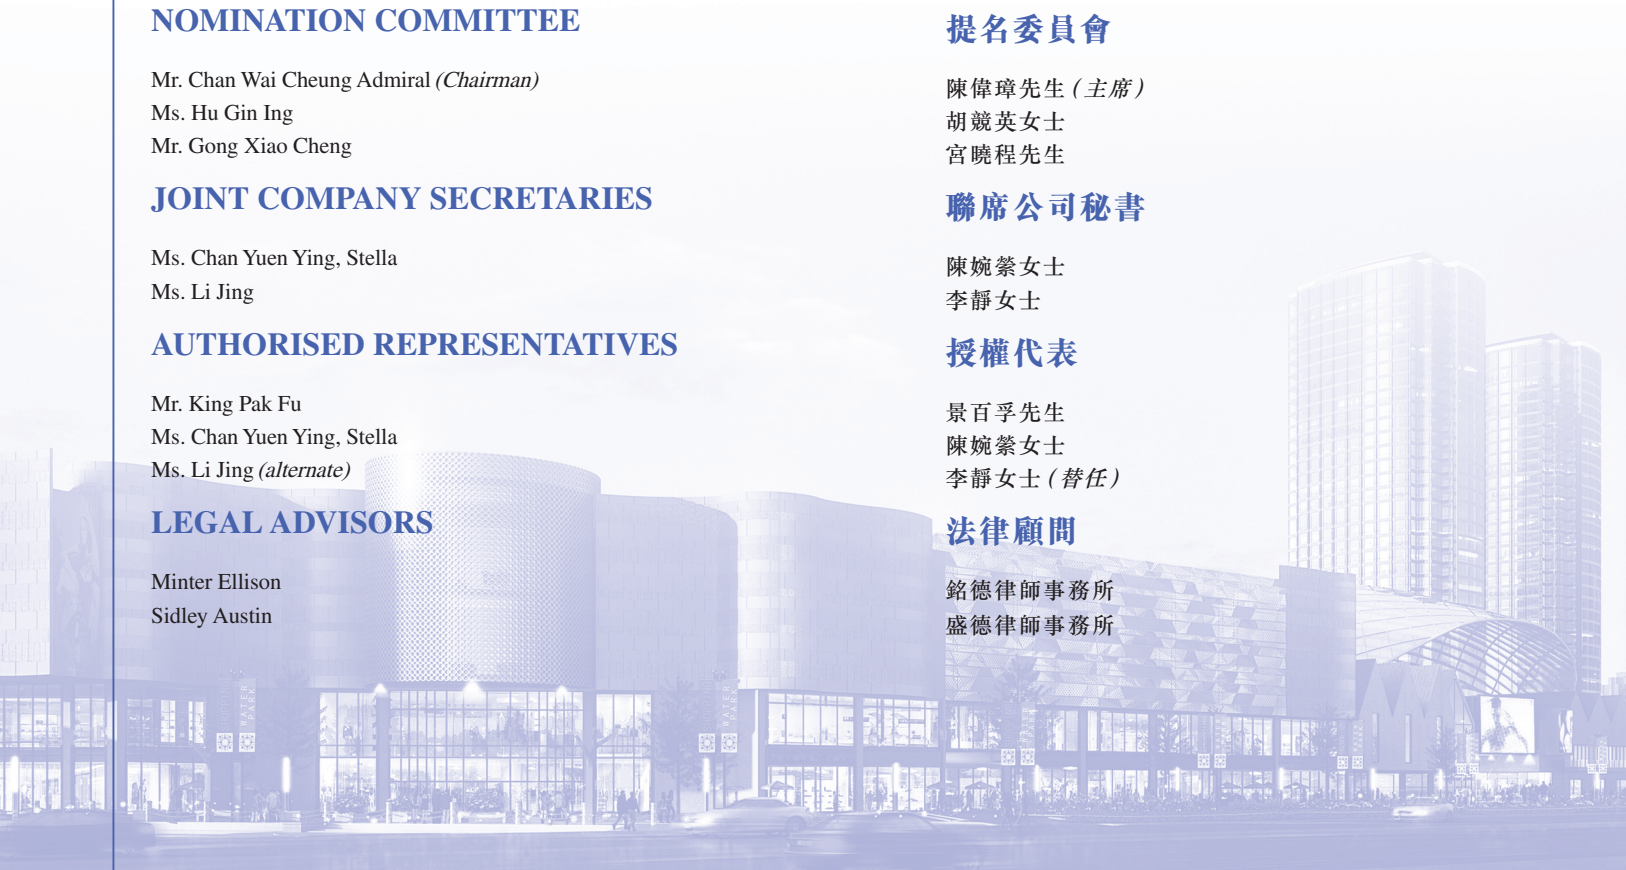 NOMINATION COMMITTEE
Mr. Chan Wai Cheung Admiral (Chairman)
Ms. Hu Gin Ing
Mr. Gong Xiao Cheng
JOINT COMPANY SECRETARIES
Ms. Chan Yuen Ying, Stella
Ms. Li Jing
AUTHORISED REPRESENTATIVES
Mr. King Pak Fu
Ms. Chan Yuen Ying, Stella
Ms. Li Jing (alternate)
LEGAL ADVISORS
Minter Ellison
Sidley Austin
提名委員會
陳偉璋先生(主席)
胡競英女士
宮曉程先生
聯席公司秘書
陳婉縈女士
李靜女士
授權代表
景百孚先生
陳婉縈女士
李靜女士(替任)
法律顧問
銘德律師事務所
盛德律師事務所